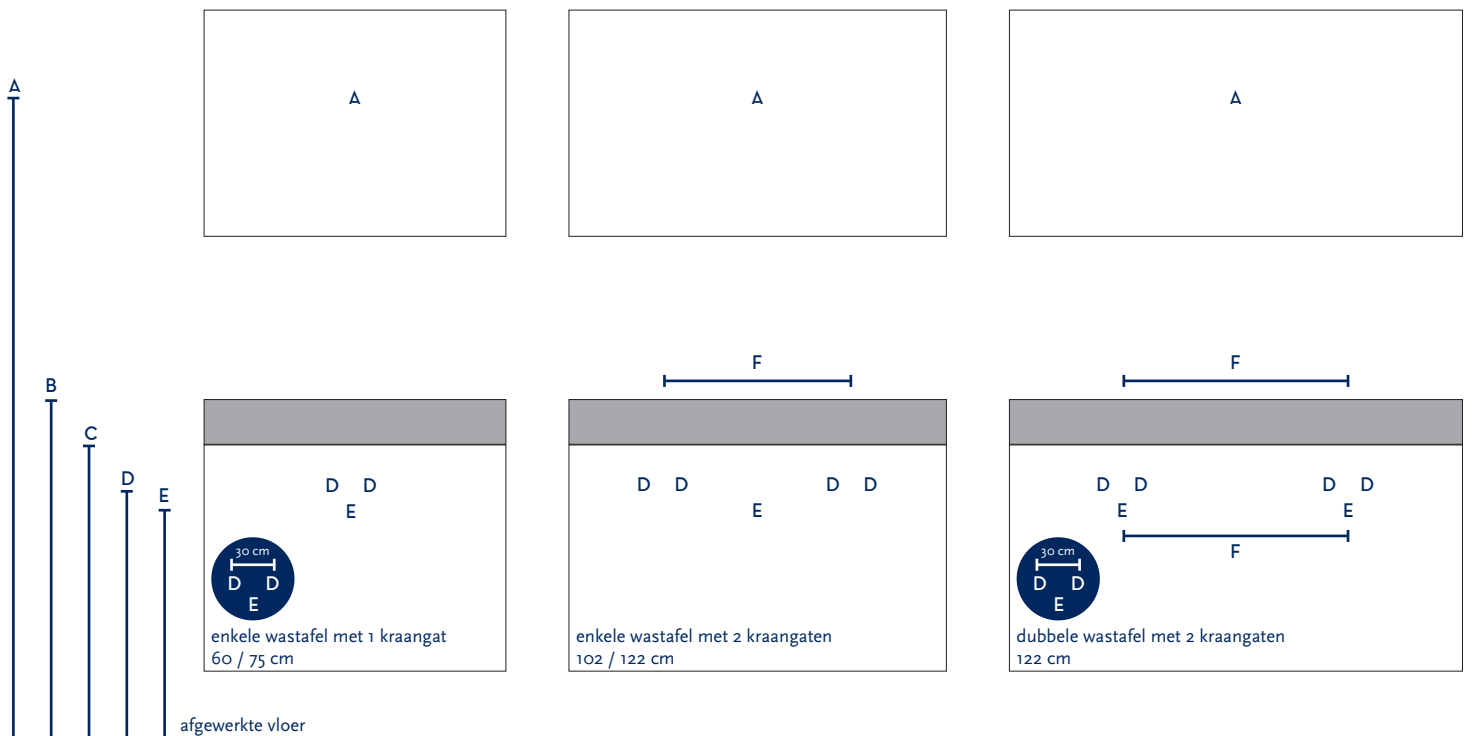 A
A
A
A
F
F
B
C
D
E
D D
E
D D
D D
E
D D
D D
E
E
F
30 cm
D D
E
30 cm
D D
E
enkele wastafel met 1 kraangat
60 / 75 cm
enkele wastafel met 2 kraangaten
102 / 122 cm
dubbele wastafel met 2 kraangaten
122 cm
afgewerkte vloer